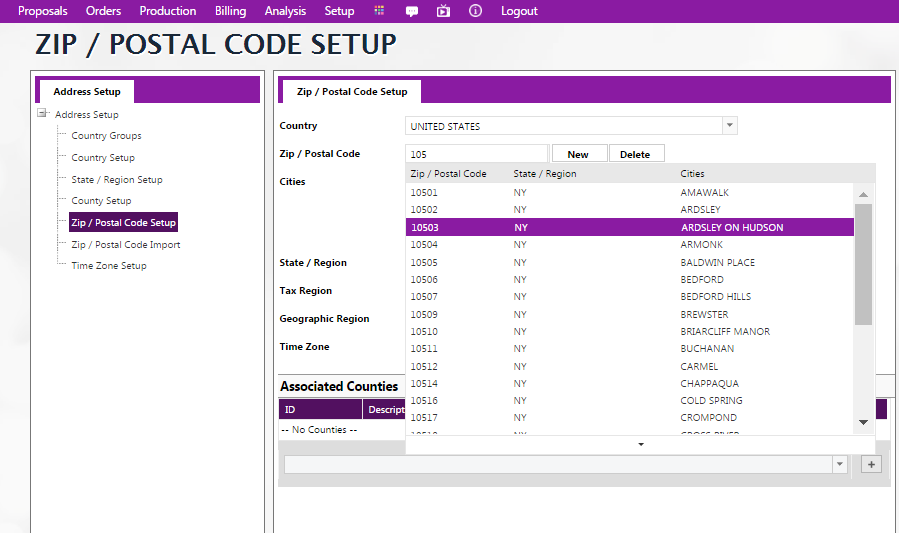 Proposals Orders Production Billing Analysis Setup Logout
ZIP / POSTAL CODE SETUP
Address Setup
Address Setup
Country Groups
Country Setup
State / Region Setup
County Setup
Zip / Postal Code Setup
Zip / Postal Code Import
Time Zone Setup
Zip / Postal Code Setup
Country UNITED STATES
Zip / Postal Code 105 New Delete
Cities
Zip / Postal Code State / Region Cities
10501 NY AMAWALK
10502 NY ARDSLEY
10503 NY ARDSLEY ON HUDSON
10504 NY ARMONK
10505 NY BALDWIN PLACE
10506 NY BEDFORD
10507 NY BEDFORD HILLS
10509 NY BREWSTER
10510 NY BRIARCLIFF MANOR
10511 NY BUCHANAN
10512 NY CARMEL
10514 NY CHAPPAQUA
10516 NY COLD SPRING
10517 NY CROMPOND
10518 NY CROSS RIVER
State / Region
Tax Region
Geographic Region
Time Zone
Associated Counties
ID Descript
-- No Counties --